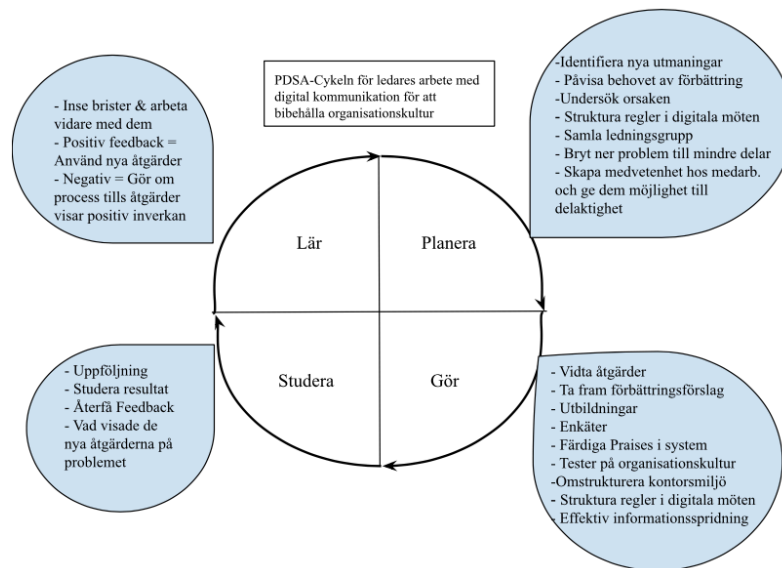 PDSA-Cykeln för ledares arbete med
digital kommunikation för att
bibehålla organisationskultur
- Inse brister & arbeta
vidare med dem
- Positiv feedback =
Använd nya åtgärder
- Negativ = Gör om
process tills åtgärder
visar positiv inverkan
-Identifiera nya utmaningar
- Påvisa behovet av förbättring
-Undersök orsaken
- Struktura regler i digitala möten
- Samla ledningsgrupp
- Bryt ner problem till mindre delar
- Skapa medvetenhet hos medarb.
och ge dem möjlighet till
delaktighet
Lär
Planera
Studera
Gör
- Uppföljning
- Studera resultat
- Återfå Feedback
- Vad visade de
nya åtgärderna på
problemet
- Vidta åtgärder
- Ta fram förbättringsförslag
- Utbildningar
- Enkäter
- Färdiga Praises i system
- Tester på organisationskultur
-Omstrukturera kontorsmiljö
- Struktura regler i digitala möten
- Effektiv informationsspridning